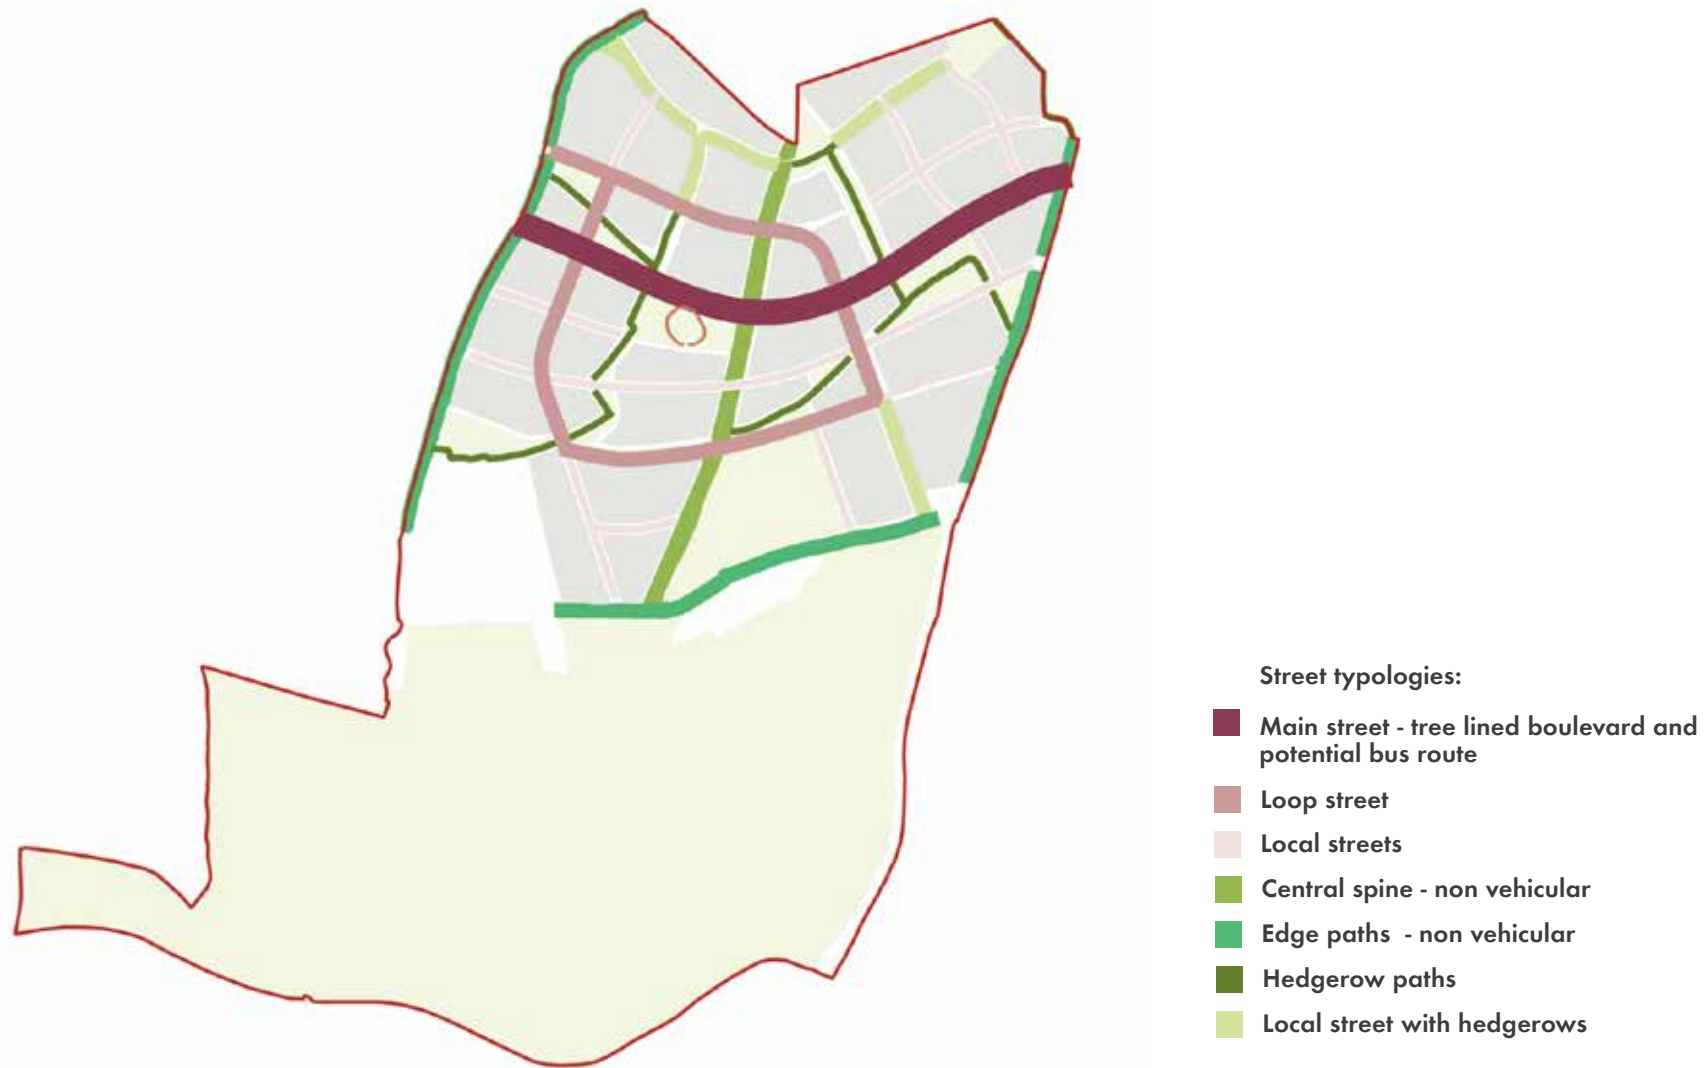 Street typologies:
Main street - tree lined boulevard and
potential bus route
Loop street
Local streets
Central spine - non vehicular
Edge paths - non vehicular
Hedgerow paths
Local street with hedgerows